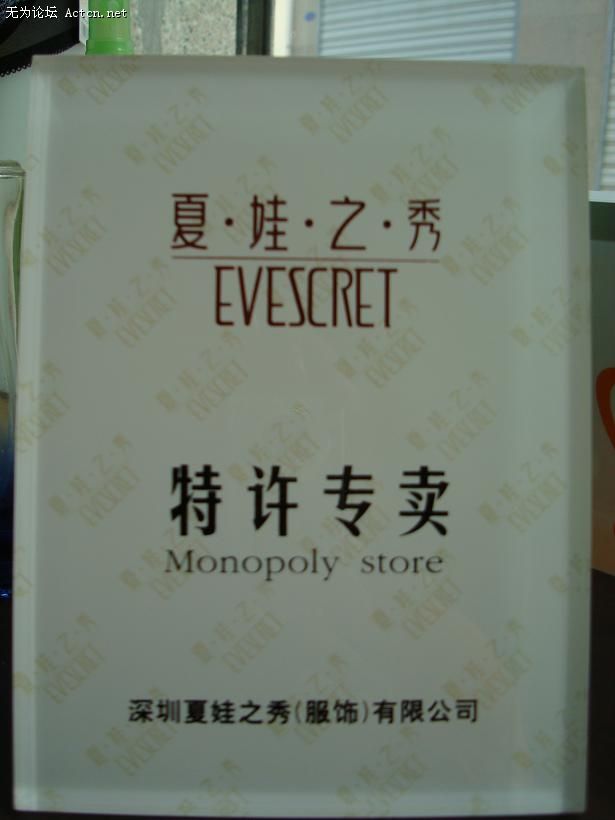 无为论坛 Actcn.net
夏·娃·之·秀
EVESCRET
特许专卖
Monopoly store
深圳夏娃之秀(服饰)有限公司